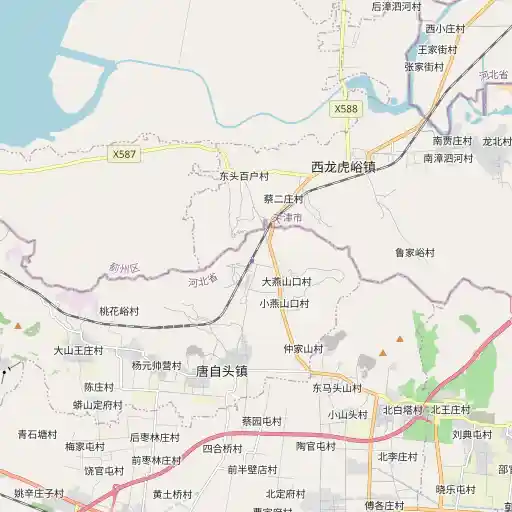 后漳泗河村
西小庄村
王家街村
张家街村
河北省
X588
南贾庄村
龙北村
X587
南漳泗河村
西龙虎峪镇
东头百户村
蔡二庄村
天津市
鲁家峪村
蓟州区
河北省
大燕山口村
小燕山口村
桃花峪村
大山王庄村
仲家山村
杨元帅营村
唐自头镇
陈庄村
东马头山村
蟒山定府村
小山头村
北白塔村
北王庄村
蔡园屯村
青石塘村
后枣林庄村
刘典屯村
梅家屯村
四合桥村
陶官屯村
前枣林庄村
北李庄村
饶官屯村
前半壁店村
邵官
姚辛庄子村
黄土桥村
北定府村
晓乐屯村
傅各庄村